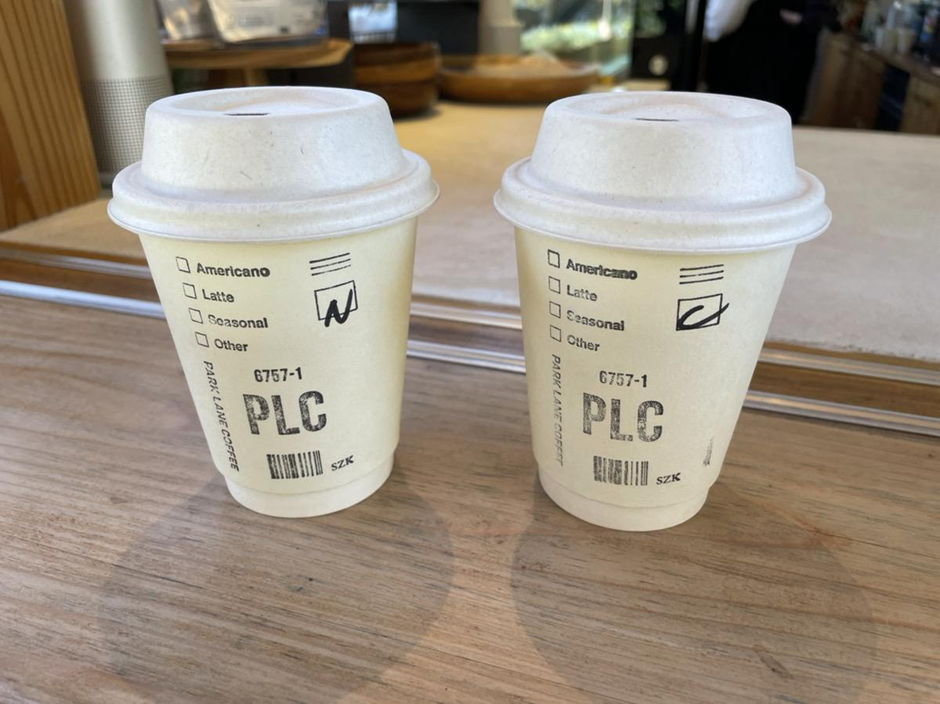 Americano
Latte
Seasonal
Other
N
6757-1
PLC
PARK LANE COFFEE
SZK
Americano
Latte
Seasonal
Other
C
6757-1
PLC
PARK LANE COFFEE
SZK